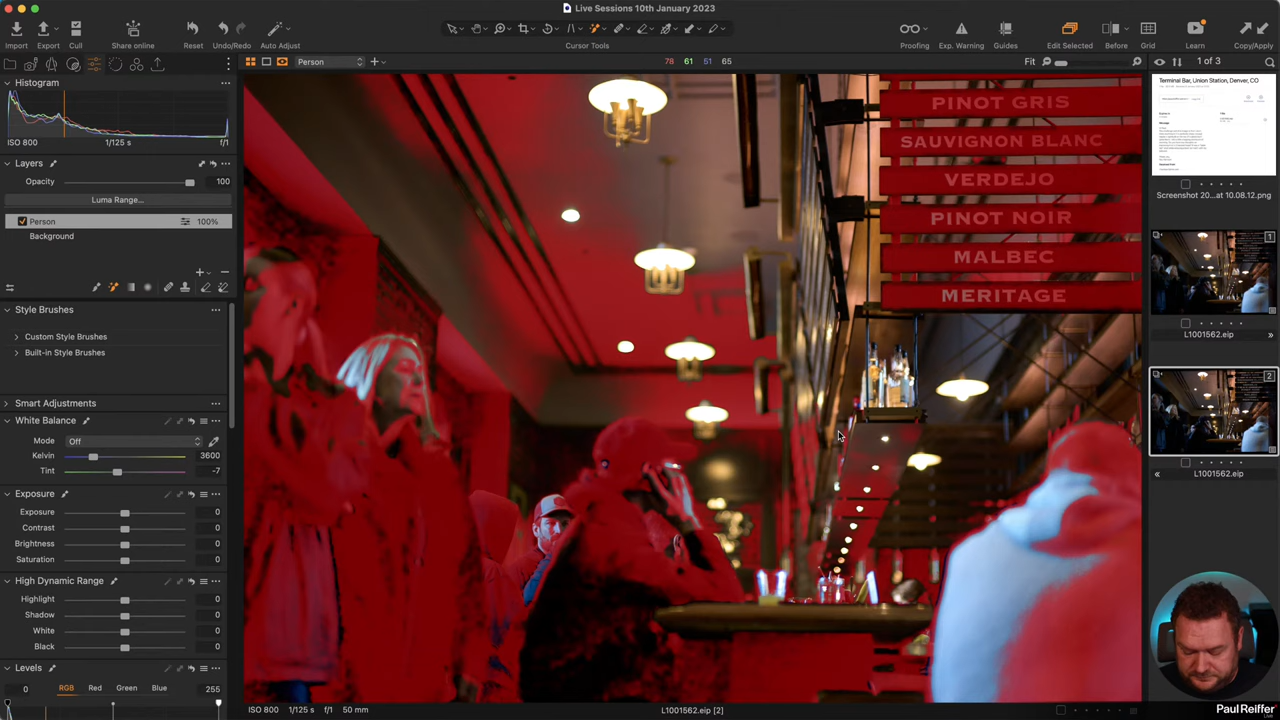 Live Sessions 10th January 2023
Import
Export
Cull
Share online
Reset
Undo/Redo
Auto Adjust
Cursor Tools
Proofing
Exp. Warning
Guides
Edit Selected
Before
Grid
Learn
Copy/Apply
Person
78 61 51 65
Fit
1 of 3
Histogram
ISO 800 1/125 s f/1
Layers
Opacity
Luma Range...
Person 100%
Background
Style Brushes
Custom Style Brushes
Built-in Style Brushes
Smart Adjustments
White Balance
Mode Off
Kelvin 3600
Tint -7
Exposure
Exposure 0
Contrast 0
Brightness 0
Saturation 0
High Dynamic Range
Highlight 0
Shadow 0
White 0
Black 0
Levels
0 RGB Red Green Blue 255
PINOT GRIS
UVIGNON BLANC
VERDEJO
PINOT NOIR
MALBEC
MERITAGE
ISO 800 1/125 s f/1 50 mm
L1001562.eip [2]
Terminal Bar, Union Station, Denver, CO
Screenshot 20...at 10.08.12.png
1
L1001562.eip
2
L1001562.eip
Paul Reiffer
Live